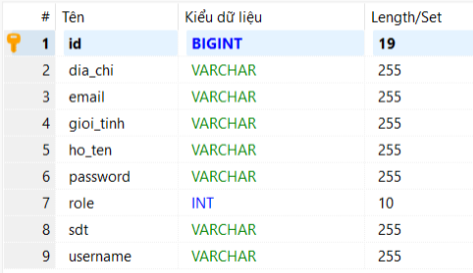 # Tên Kiểu dữ liệu Length/Set
1 id BIGINT 19
2 dia_chi VARCHAR 255
3 email VARCHAR 255
4 gioi_tinh VARCHAR 255
5 ho_ten VARCHAR 255
6 password VARCHAR 255
7 role INT 10
8 sdt VARCHAR 255
9 username VARCHAR 255